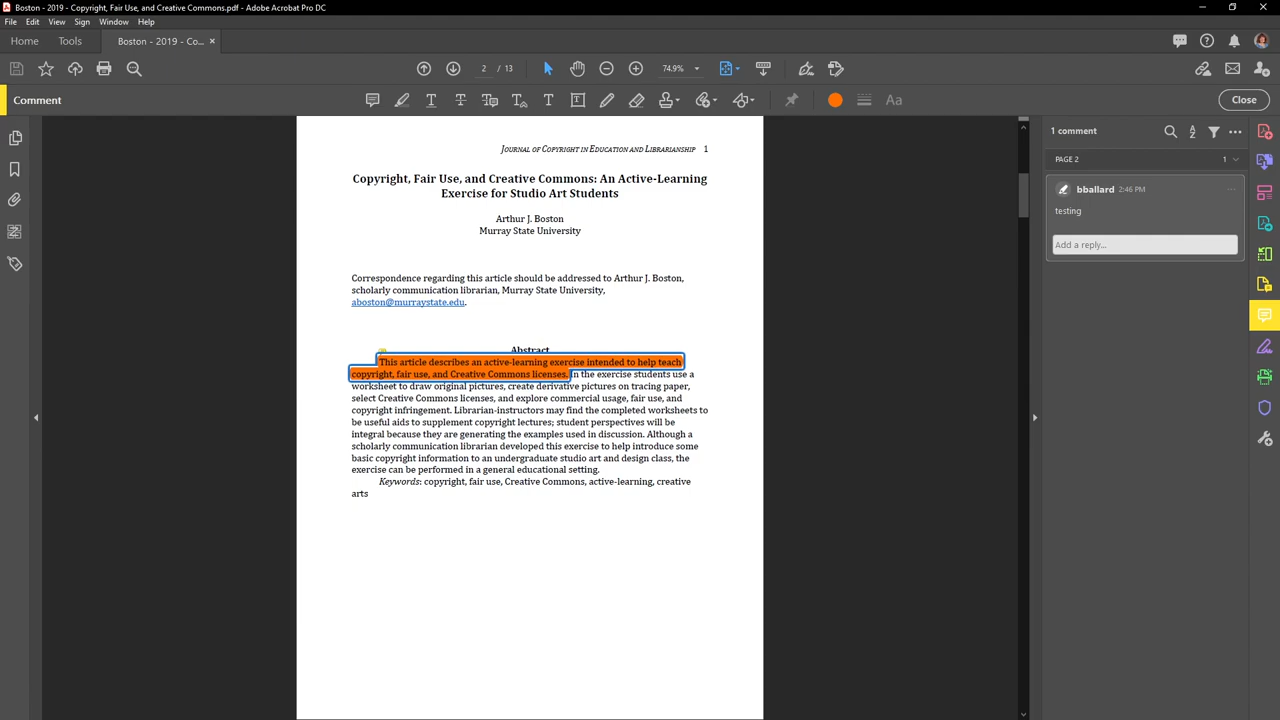 Boston - 2019 - Copyright, Fair Use, and Creative Commons.pdf - Adobe Acrobat Pro DC
File Edit View Sign Window Help
Home Tools Boston - 2019 - Co... ×
2 / 13 74.9%
Comment Aa Close
JOURNAL OF COPYRIGHT IN EDUCATION AND LIBRARIANSHIP 1
Copyright, Fair Use, and Creative Commons: An Active-Learning
Exercise for Studio Art Students
Arthur J. Boston
Murray State University
Correspondence regarding this article should be addressed to Arthur J. Boston,
scholarly communication librarian, Murray State University,
aboston@murraystate.edu.
Abstract
This article describes an active-learning exercise intended to help teach
copyright, fair use, and Creative Commons licenses. In the exercise students use a
worksheet to draw original pictures, create derivative pictures on tracing paper,
select Creative Commons licenses, and explore commercial usage, fair use, and
copyright infringement. Librarian-instructors may find the completed worksheets to
be useful aids to supplement copyright lectures; student perspectives will be
integral because they are generating the examples used in discussion. Although a
scholarly communication librarian developed this exercise to help introduce some
basic copyright information to an undergraduate studio art and design class, the
exercise can be performed in a general educational setting.
Keywords: copyright, fair use, Creative Commons, active-learning, creative
arts
1 comment
PAGE 2 1
bballard 2:46 PM
testing
Add a reply...